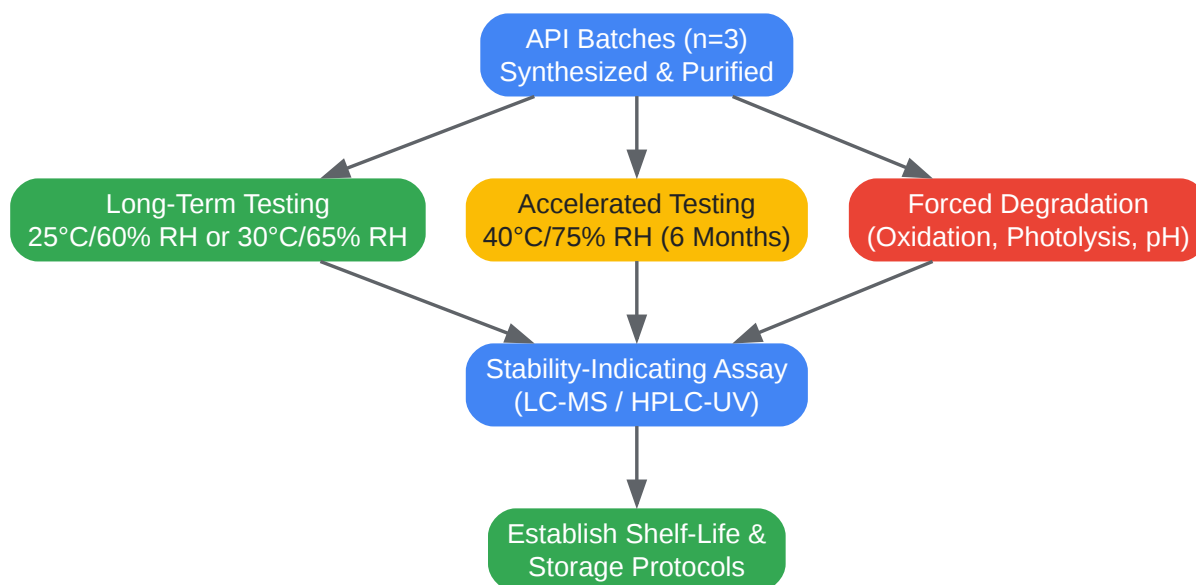 API Batches (n=3)
Synthesized & Purified
Long-Term Testing
25°C/60% RH or 30°C/65% RH
Accelerated Testing
40°C/75% RH (6 Months)
Forced Degradation
(Oxidation, Photolysis, pH)
Stability-Indicating Assay
(LC-MS / HPLC-UV)
Establish Shelf-Life &
Storage Protocols